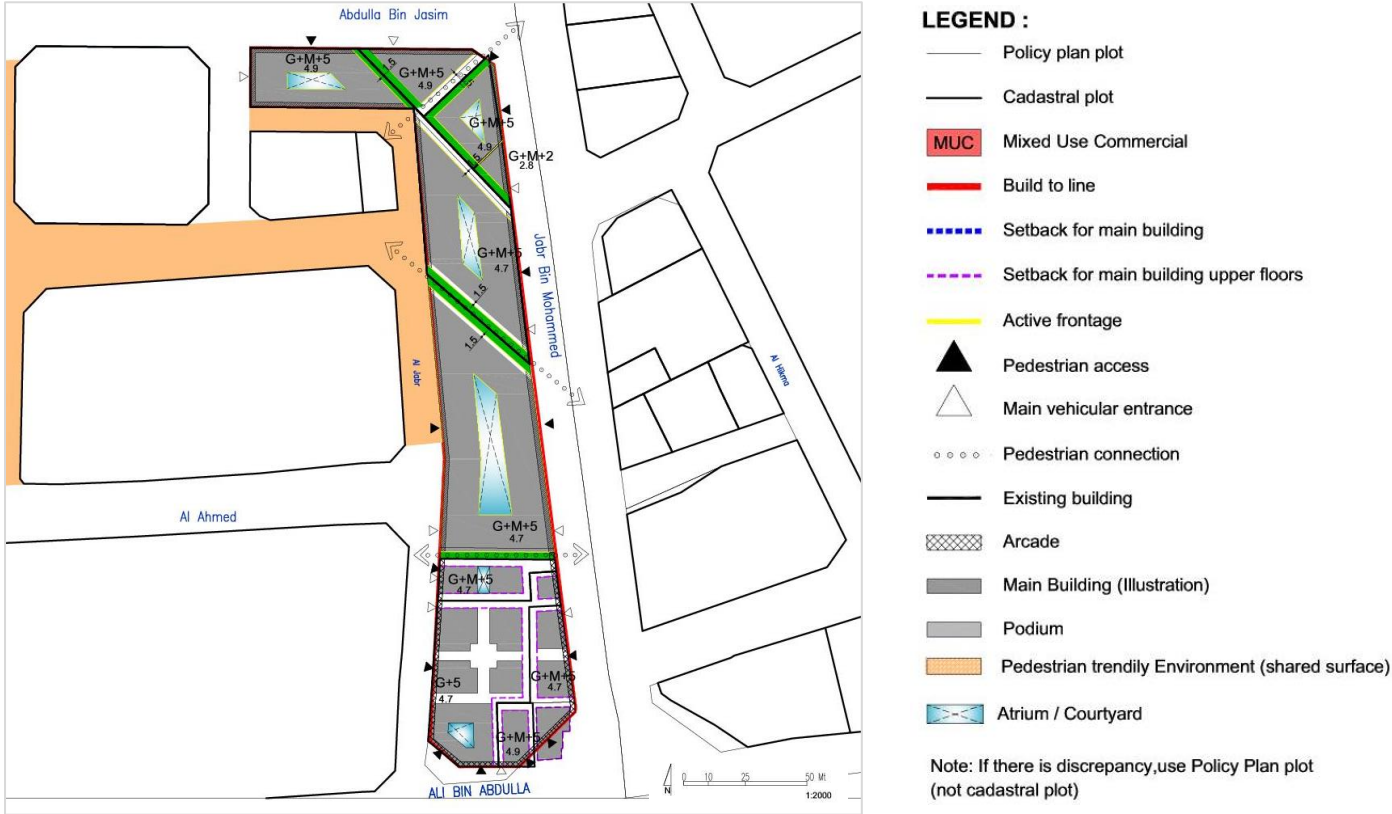 Abdulla Bin Jasim
G+M+5
4.9
1.5
G+M+5
4.9
G+M+5
4.9
G+M+2
2.8
G+M+5
4.7
Jabr Bin Mohammed
1.5
1.5
Al Jabr
Al Hikma
Al Ahmed
G+M+5
4.7
G+M+5
4.7
G+5
4.7
G+M+5
4.7
G+M+5
4.9
ALI BIN ABDULLA
N
0 10 25 50 Mt
1:2000
LEGEND :
Policy plan plot
Cadastral plot
MUC Mixed Use Commercial
Build to line
Setback for main building
Setback for main building upper floors
Active frontage
Pedestrian access
Main vehicular entrance
Pedestrian connection
Existing building
Arcade
Main Building (Illustration)
Podium
Pedestrian trendily Environment (shared surface)
Atrium / Courtyard
Note: If there is discrepancy,use Policy Plan plot
(not cadastral plot)